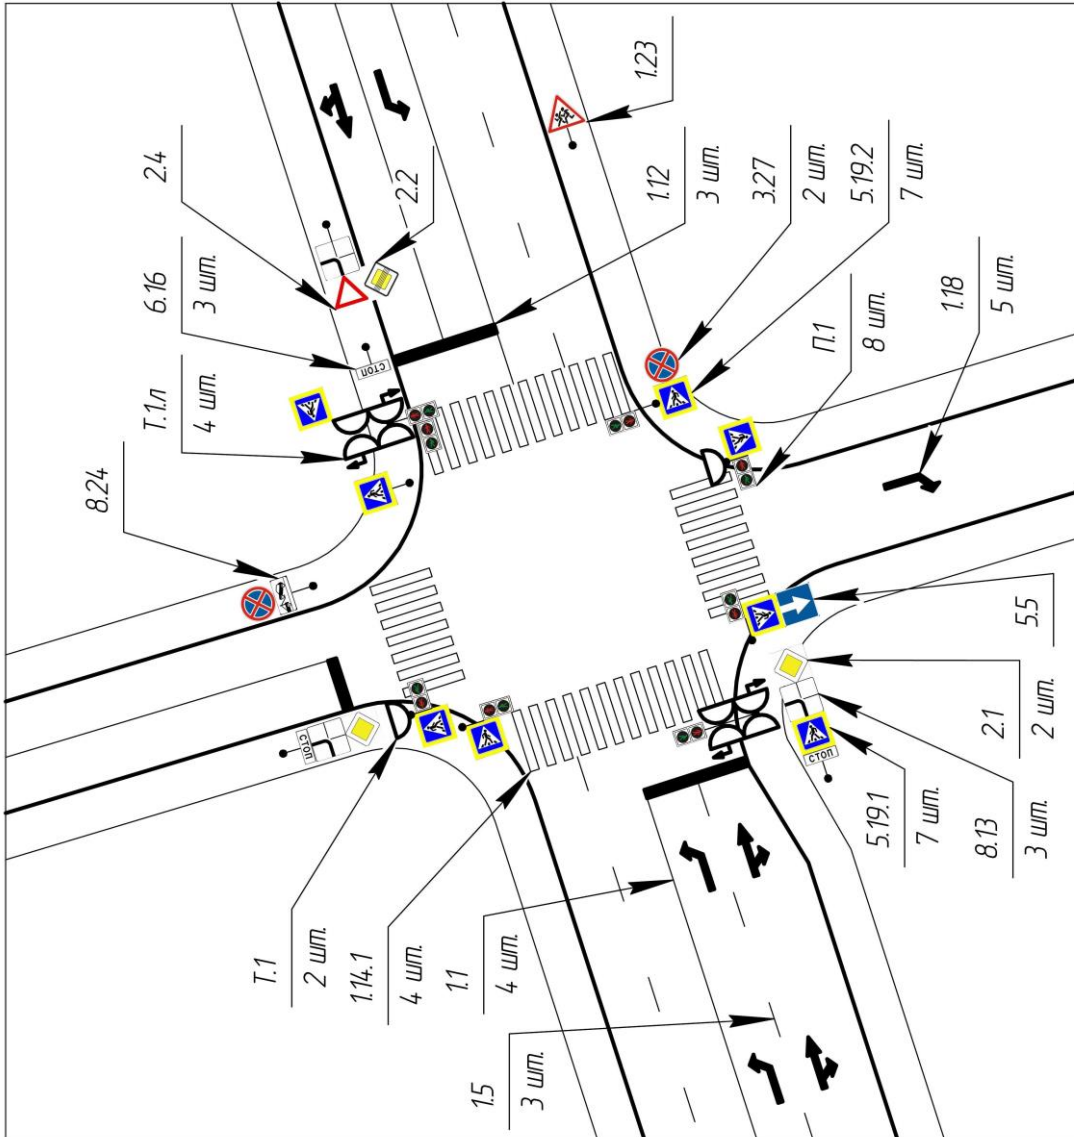 8.24
Т.1.л
4 шт.
6.16
3 шт.
2.4
2.2
Т.1
2 шт.
1.14.1
4 шт.
1.1
4 шт.
1.5
3 шт.
СТОП
СТОП
СТОП
1.23
1.12
3 шт.
3.27
2 шт.
5.19.2
7 шт.
П.1
8 шт.
1.18
5 шт.
5.5
2.1
2 шт.
5.19.1
7 шт.
8.13
3 шт.